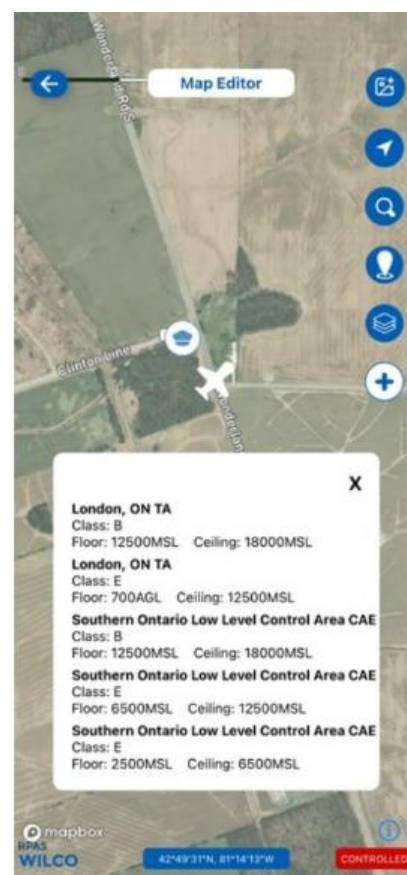 Wonderland Rd S
Map Editor
Clinton Line
Wonderlan
X
London, ON TA
Class: B
Floor: 12500MSL Ceiling: 18000MSL
London, ON TA
Class: E
Floor: 700AGL Ceiling: 12500MSL
Southern Ontario Low Level Control Area CAE
Class: B
Floor: 12500MSL Ceiling: 18000MSL
Southern Ontario Low Level Control Area CAE
Class: E
Floor: 6500MSL Ceiling: 12500MSL
Southern Ontario Low Level Control Area CAE
Class: E
Floor: 2500MSL Ceiling: 6500MSL
mapbox
RPAS
WILCO
42°49'31"N, 81°14'13"W
CONTROLLED